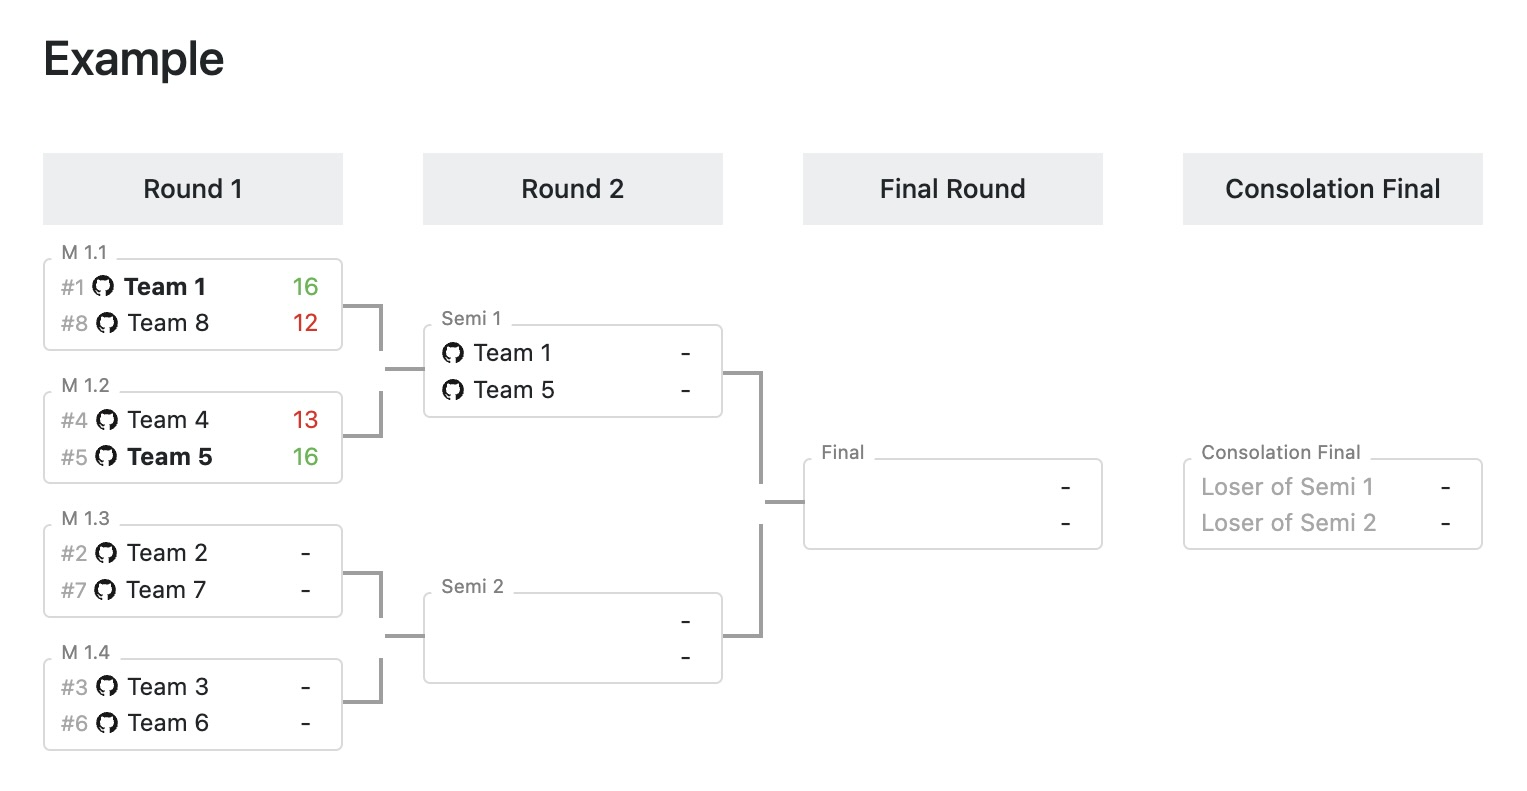 Example
Round 1
M 1.1
#1 Team 1 16
#8 Team 8 12
M 1.2
#4 Team 4 13
#5 Team 5 16
M 1.3
#2 Team 2 -
#7 Team 7 -
M 1.4
#3 Team 3 -
#6 Team 6 -
Round 2
Semi 1
Team 1 -
Team 5 -
Semi 2
-
-
Final Round
Final
-
-
Consolation Final
Consolation Final
Loser of Semi 1 -
Loser of Semi 2 -